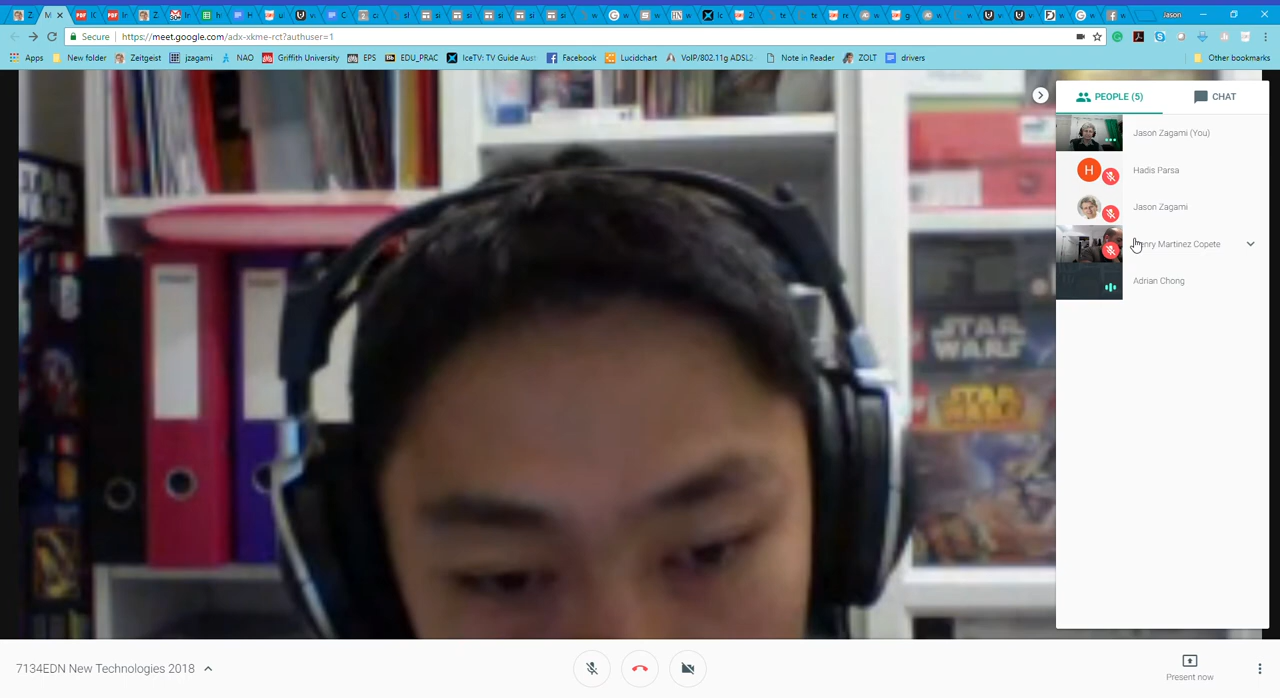 Jason
Secure
https://meet.google.com/adx-xkme-rct?authuser=1
Apps
New folder
Zeitgeist
jzagami
NAO
Griffith University
EPS
EDU_PRAC
IceTV: TV Guide Aus
Facebook
Lucidchart
VoIP/802.11g ADSL2
Note in Reader
ZOLT
drivers
Other bookmarks
PEOPLE (5)
CHAT
Jason Zagami (You)
H
Hadis Parsa
Jason Zagami
nry Martinez Copete
Adrian Chong
STAR
WARS
STAR
WARS
7134EDN New Technologies 2018
Present now